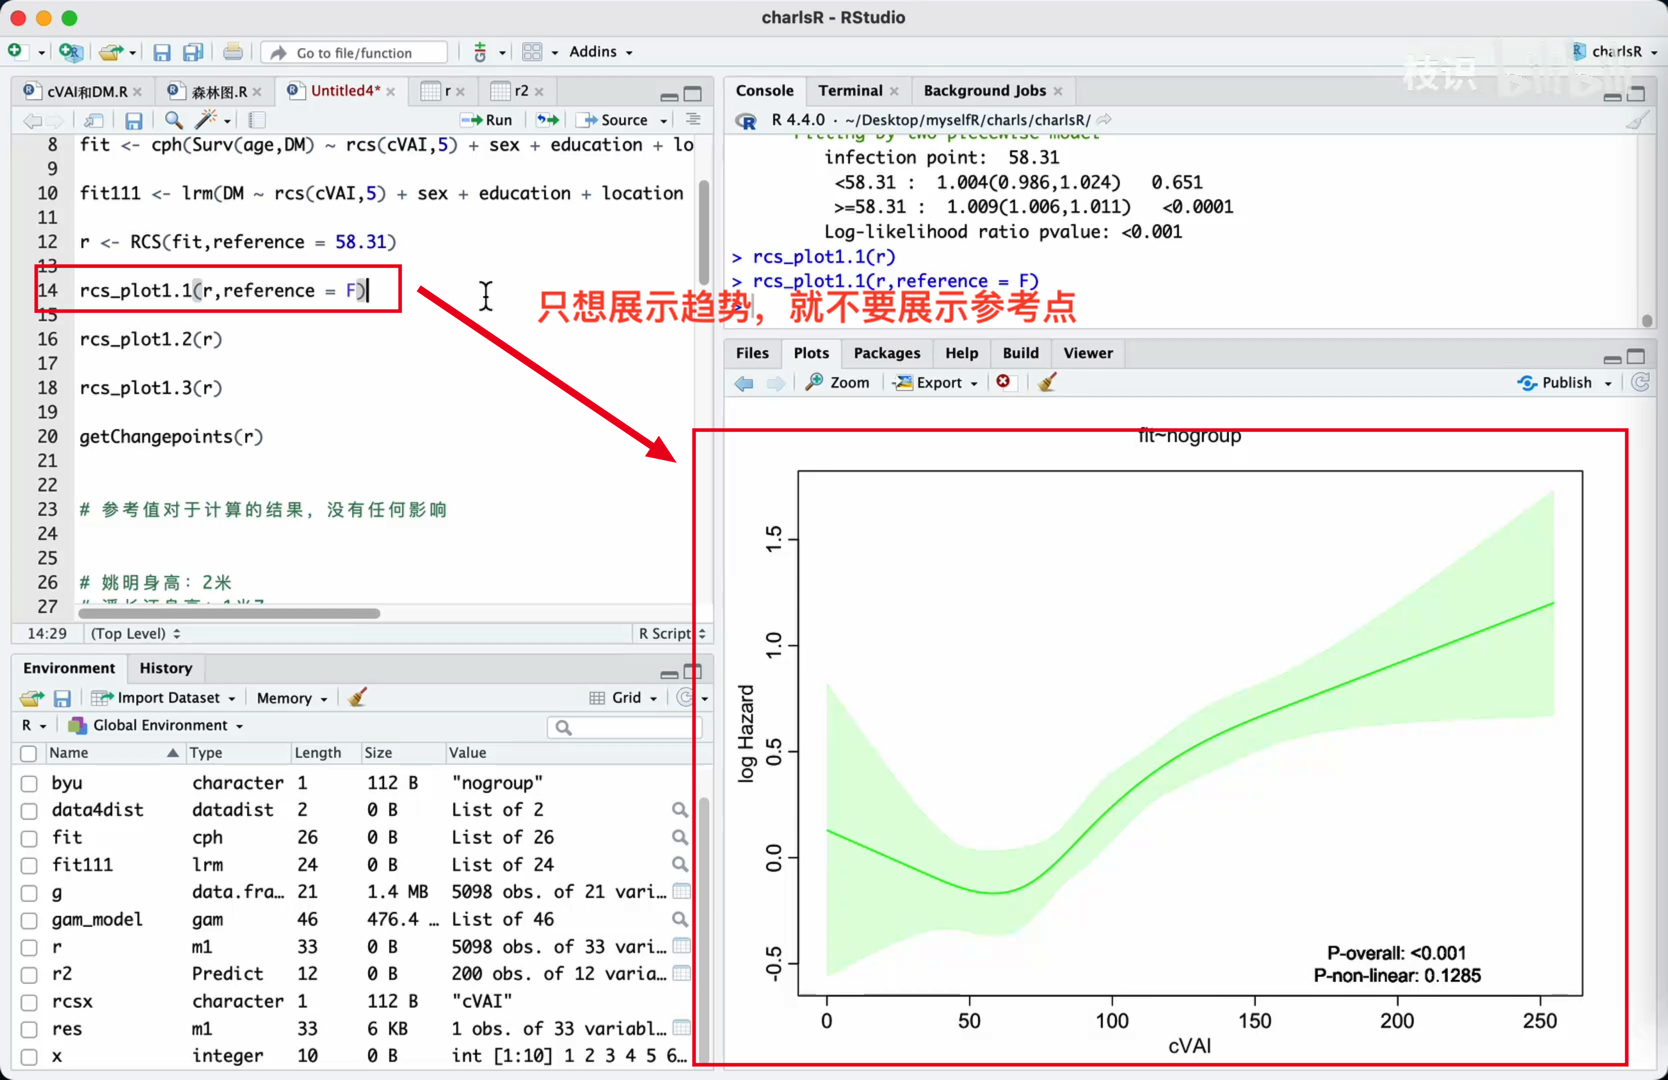 charlsR - RStudio
Go to file/function
Addins
charlsR
枝识 bilibili
cVAI和DM.R
森林图.R
Untitled4*
r
r2
Run
Source
8 fit <- cph(Surv(age,DM) ~ rcs(cVAI,5) + sex + education + lo
9
10 fit111 <- lrm(DM ~ rcs(cVAI,5) + sex + education + location
11
12 r <- RCS(fit,reference = 58.31)
13
14 rcs_plot1.1(r,reference = F)
15
16 rcs_plot1.2(r)
17
18 rcs_plot1.3(r)
19
20 getChangepoints(r)
21
22
23 # 参考值对于计算的结果，没有任何影响
24
25
26 # 姚明身高：2米
27
14:29 (Top Level) R Script
Console Terminal Background Jobs
R 4.4.0 · ~/Desktop/myselfR/charls/charlsR/
Fitting by two-piecewise model
infection point: 58.31
<58.31 : 1.004(0.986,1.024) 0.651
>=58.31 : 1.009(1.006,1.011) <0.0001
Log-likelihood ratio pvalue: <0.001
> rcs_plot1.1(r)
> rcs_plot1.1(r,reference = F)
>
只想展示趋势，就不要展示参考点
Files Plots Packages Help Build Viewer
Zoom Export Publish
fit~nogroup
log Hazard
1.5
1.0
0.5
0.0
-0.5
P-overall: <0.001
P-non-linear: 0.1285
0 50 100 150 200 250
cVAI
Environment History
Import Dataset Memory Grid
R Global Environment
Name Type Length Size Value
byu character 1 112 B "nogroup"
data4dist datadist 2 0 B List of 2
fit cph 26 0 B List of 26
fit111 lrm 24 0 B List of 24
g data.fra… 21 1.4 MB 5098 obs. of 21 vari…
gam_model gam 46 476.4 … List of 46
r m1 33 0 B 5098 obs. of 33 vari…
r2 Predict 12 0 B 200 obs. of 12 varia…
rcsx character 1 112 B "cVAI"
res m1 33 6 KB 1 obs. of 33 variabl…
x integer 10 0 B int [1:10] 1 2 3 4 5 6…